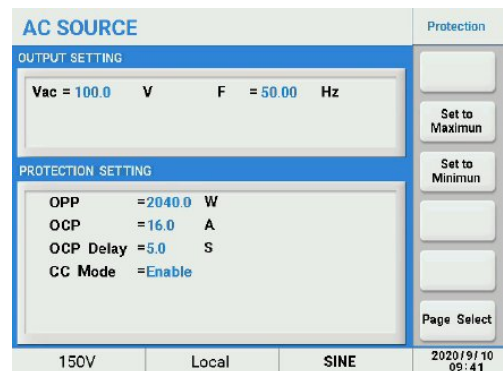 AC SOURCE
Protection
OUTPUT SETTING
Vac = 100.0 V F = 50.00 Hz
Set to
Maximun
Set to
Minimun
PROTECTION SETTING
OPP =2040.0 W
OCP =16.0 A
OCP Delay =5.0 S
CC Mode =Enable
Page Select
150V Local SINE 2020/9/10
09:41